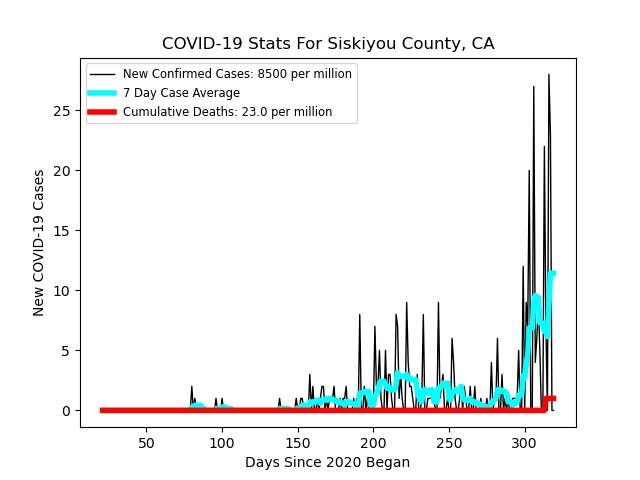 COVID-19 Stats For Siskiyou County, CA
New Confirmed Cases: 8500 per million
7 Day Case Average
Cumulative Deaths: 23.0 per million
New COVID-19 Cases
25
20
15
10
5
0
50 100 150 200 250 300
Days Since 2020 Began